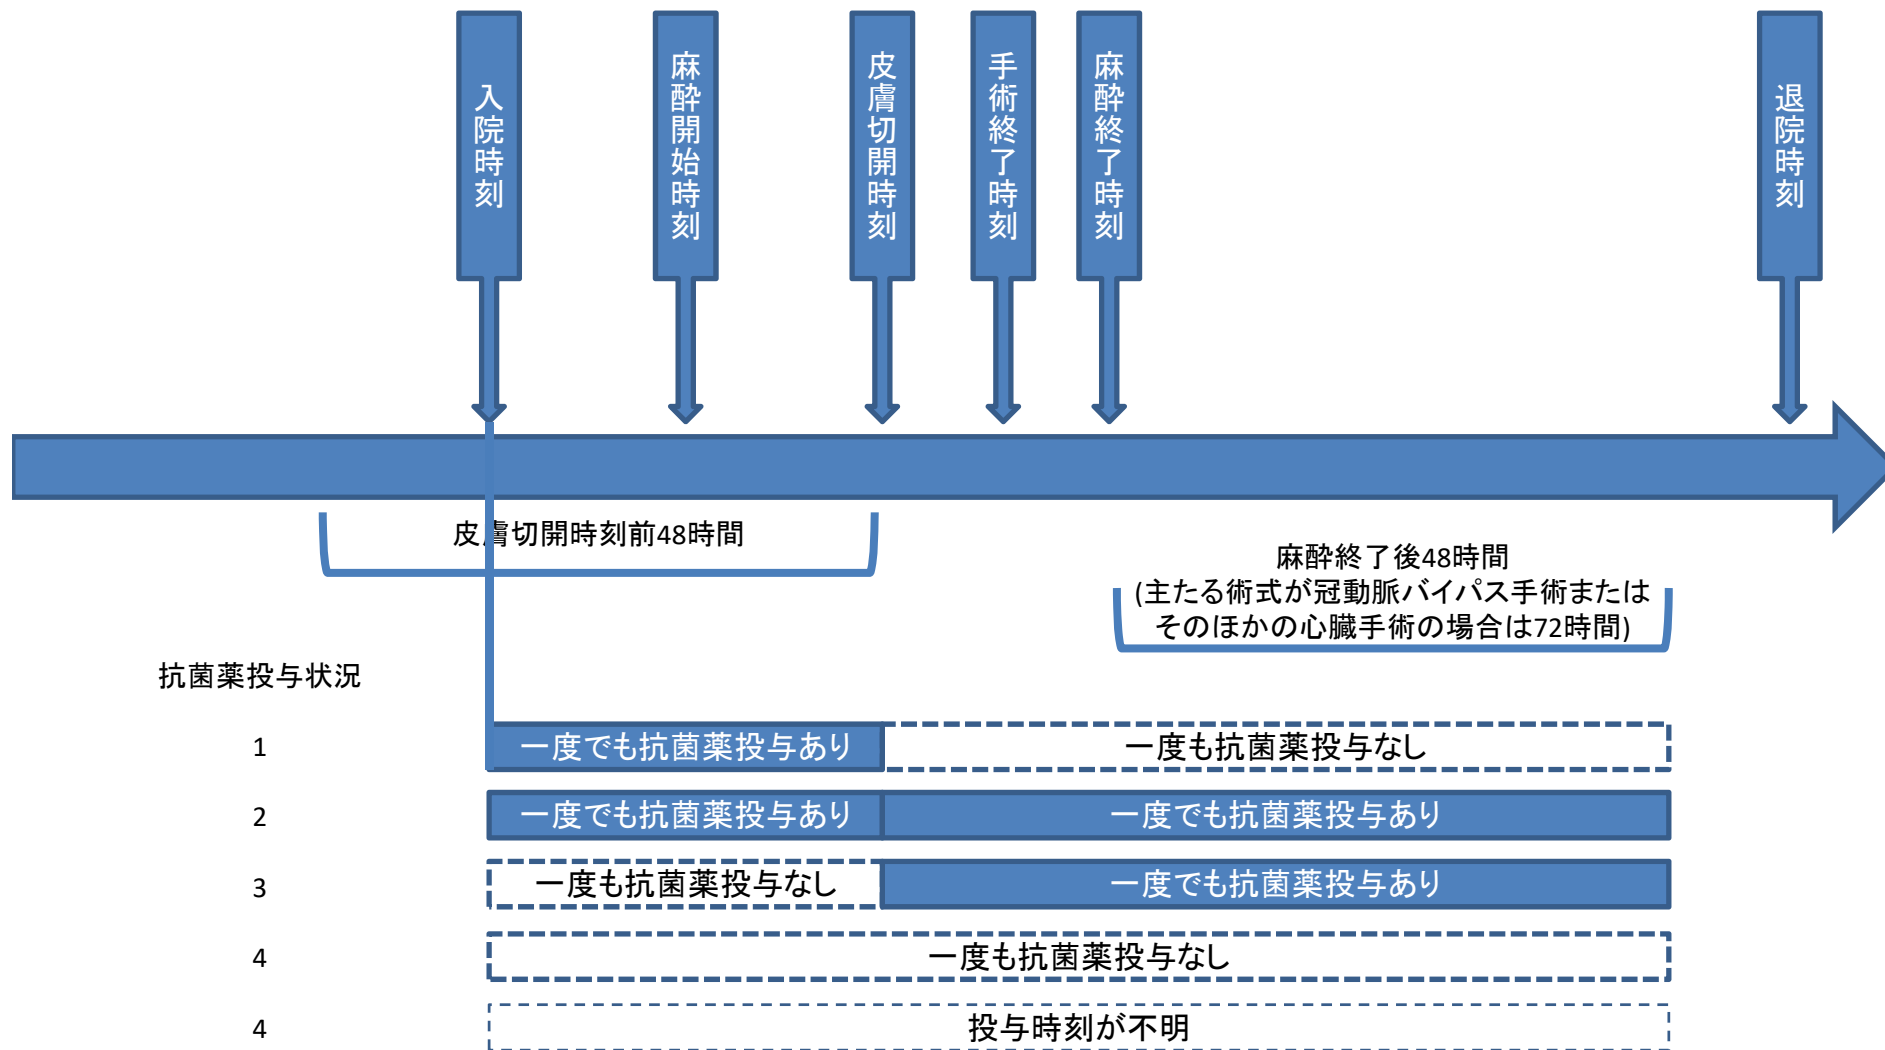 入院時刻
麻酔開始時刻
皮膚切開時刻
手術終了時刻
麻酔終了時刻
退院時刻
皮膚切開時刻前48時間
麻酔終了後48時間
(主たる術式が冠動脈バイパス手術または
そのほかの心臓手術の場合は72時間)
抗菌薬投与状況
1
一度でも抗菌薬投与あり
一度も抗菌薬投与なし
2
一度でも抗菌薬投与あり
一度でも抗菌薬投与あり
3
一度も抗菌薬投与なし
一度でも抗菌薬投与あり
4
一度も抗菌薬投与なし
4
投与時刻が不明